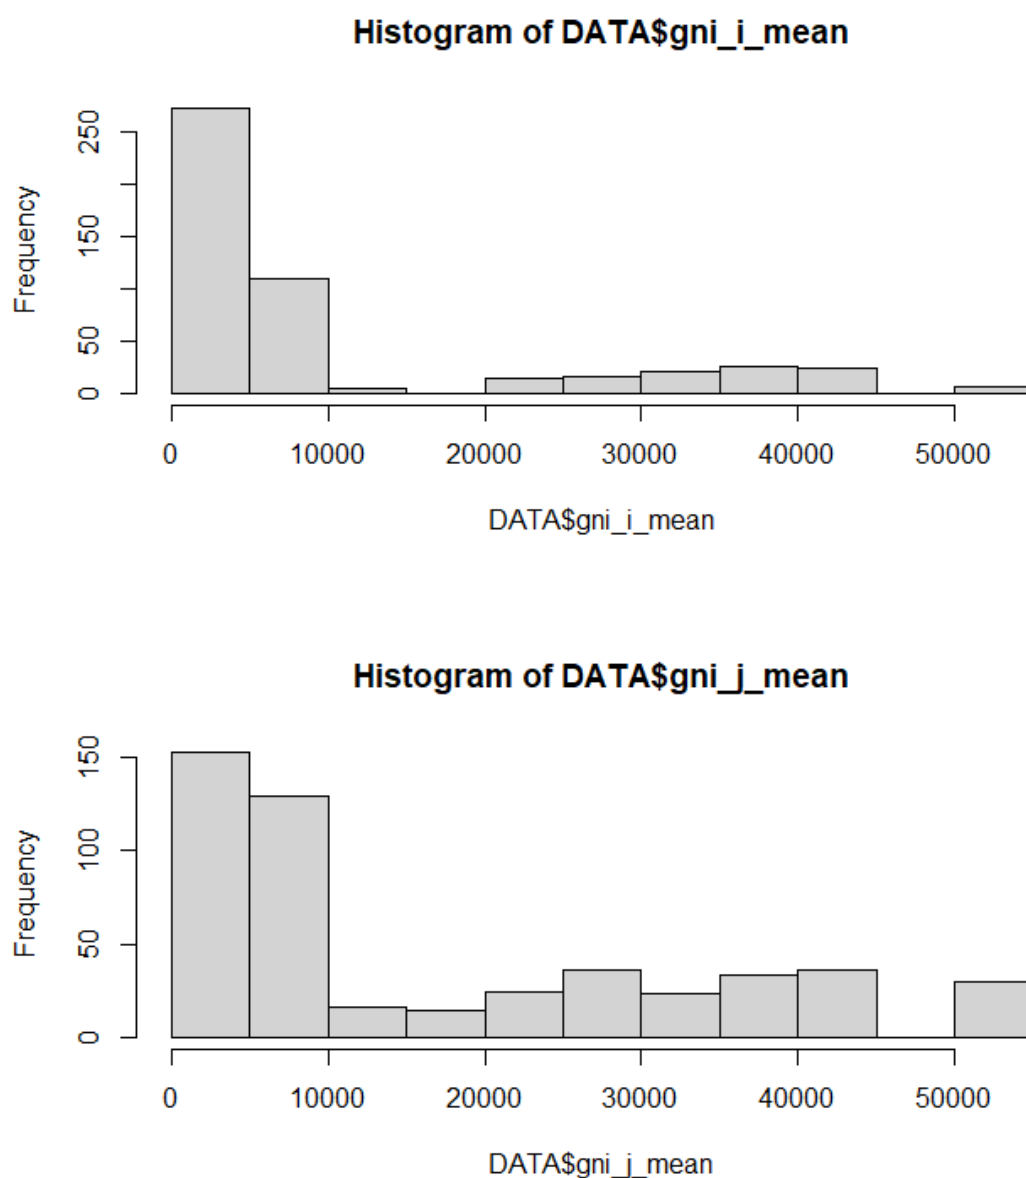 Histogram of DATA$gni_i_mean
Frequency
0 50 150 250
0 10000 20000 30000 40000 50000
DATA$gni_i_mean
Histogram of DATA$gni_j_mean
Frequency
0 50 100 150
0 10000 20000 30000 40000 50000
DATA$gni_j_mean